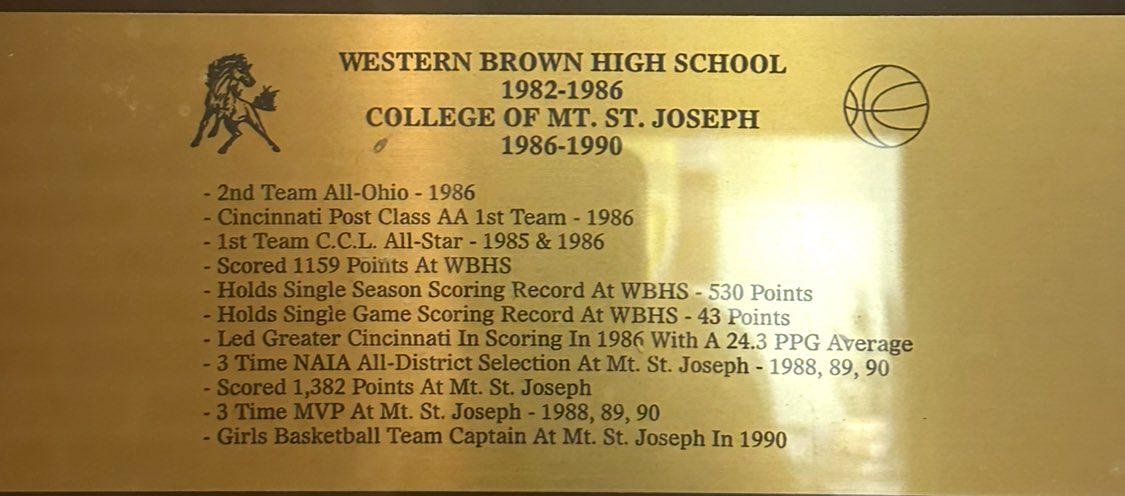 WESTERN BROWN HIGH SCHOOL
1982-1986
COLLEGE OF MT. ST. JOSEPH
1986-1990
- 2nd Team All-Ohio - 1986
- Cincinnati Post Class AA 1st Team - 1986
- 1st Team C.C.L. All-Star - 1985 & 1986
- Scored 1159 Points At WBHS
- Holds Single Season Scoring Record At WBHS - 530 Points
- Holds Single Game Scoring Record At WBHS - 43 Points
- Led Greater Cincinnati In Scoring In 1986 With A 24.3 PPG Average
- 3 Time NAIA All-District Selection At Mt. St. Joseph - 1988, 89, 90
- Scored 1,382 Points At Mt. St. Joseph
- 3 Time MVP At Mt. St. Joseph - 1988, 89, 90
- Girls Basketball Team Captain At Mt. St. Joseph In 1990